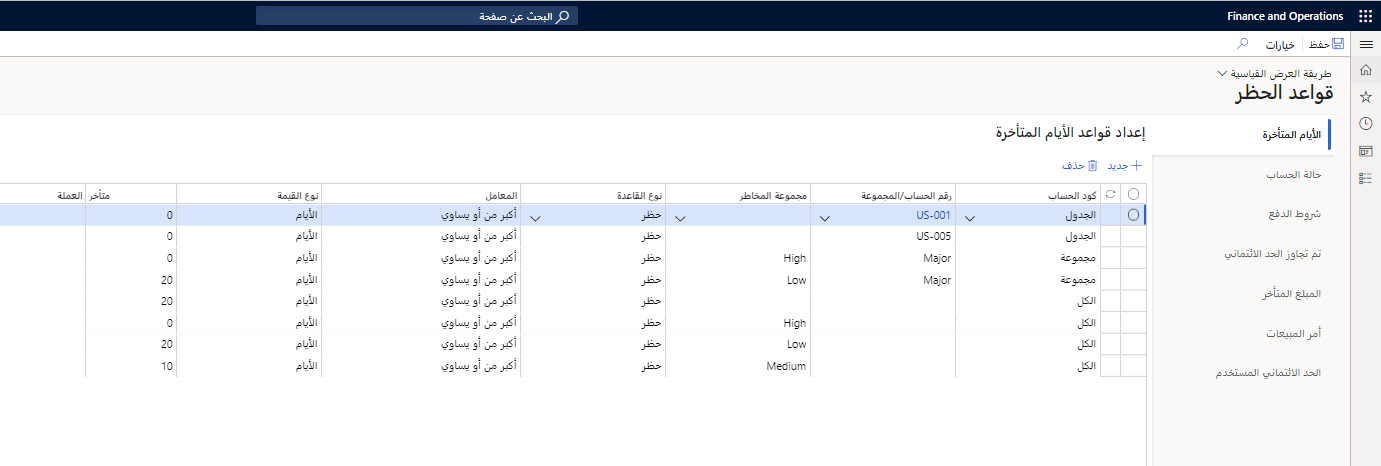 Finance and Operations
البحث عن صفحة
حفظ
خيارات
طريقة العرض القياسية
قواعد الحظر
الأيام المتأخرة
حالة الحساب
شروط الدفع
تم تجاوز الحد الائتماني
المبلغ المتأخر
أمر المبيعات
الحد الائتماني المستخدم
إعداد قواعد الأيام المتأخرة
جديد حذف
كود الحساب رقم الحساب/المجموعة مجموعة المخاطر نوع القاعدة المعامل نوع القيمة متأخر العملة
الجدول US-001 حظر أكبر من أو يساوي الأيام 0
الجدول US-005 حظر أكبر من أو يساوي الأيام 0
مجموعة Major High حظر أكبر من أو يساوي الأيام 0
مجموعة Major Low حظر أكبر من أو يساوي الأيام 20
الكل حظر أكبر من أو يساوي الأيام 20
الكل High حظر أكبر من أو يساوي الأيام 0
الكل Low حظر أكبر من أو يساوي الأيام 20
الكل Medium حظر أكبر من أو يساوي الأيام 10